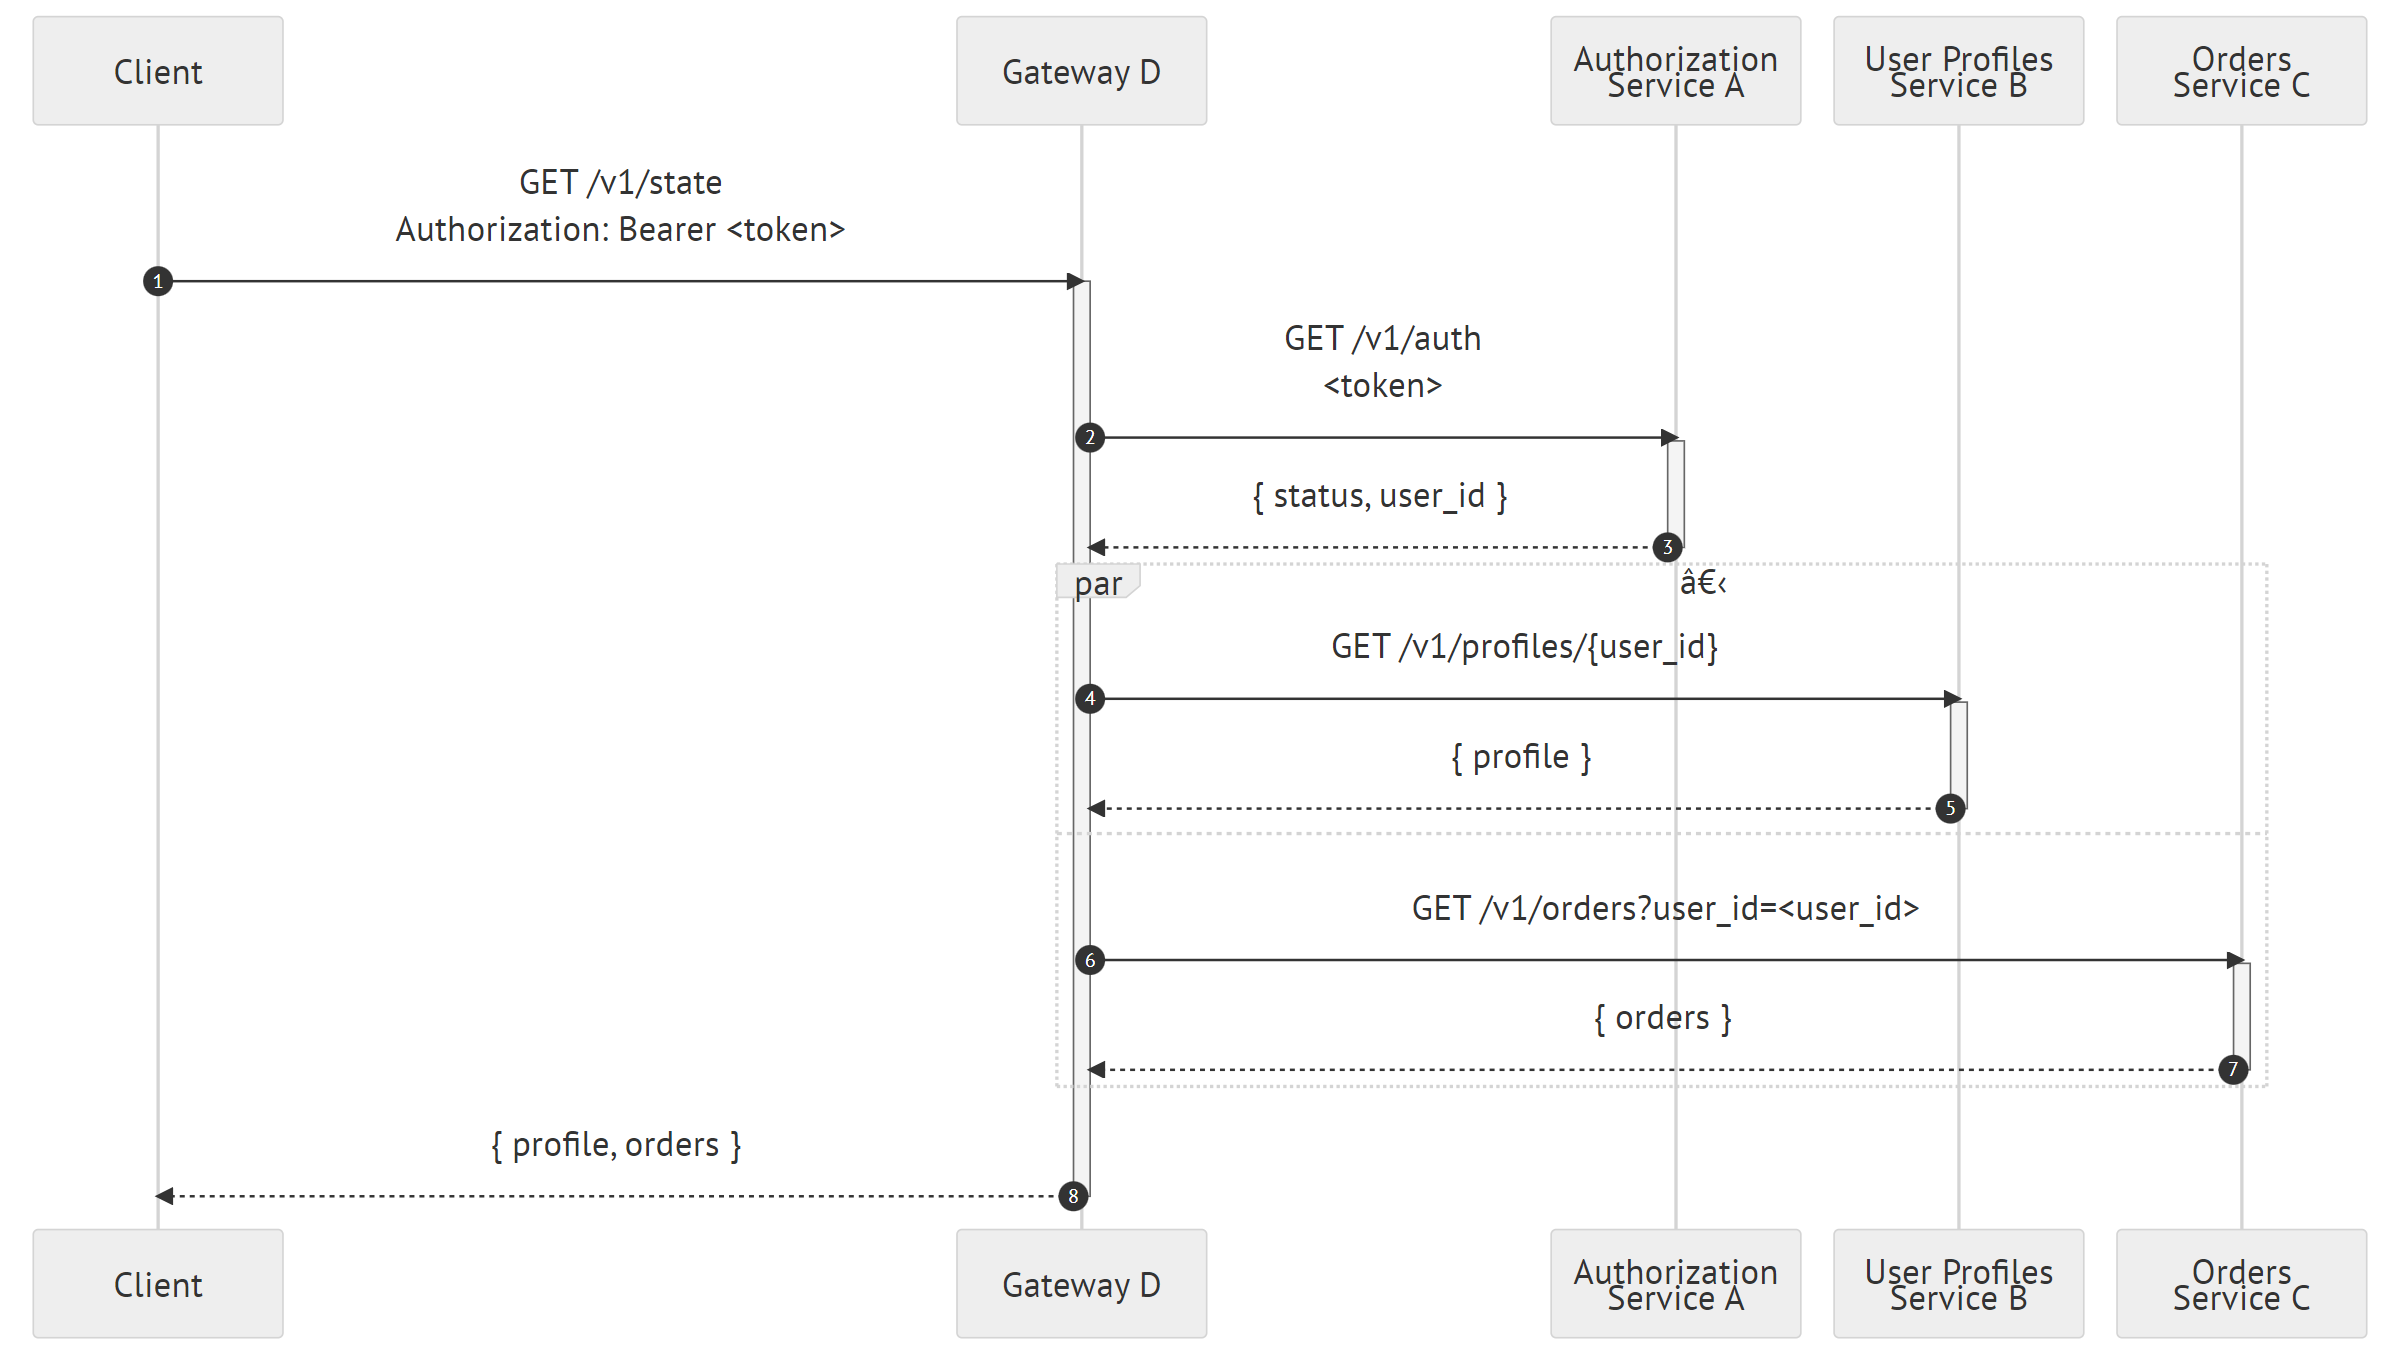 Client
Gateway D
Authorization
Service A
User Profiles
Service B
Orders
Service C
GET /v1/state
Authorization: Bearer <token>
1
GET /v1/auth
<token>
2
{ status, user_id }
3
par
â€‹
GET /v1/profiles/{user_id}
4
{ profile }
5
GET /v1/orders?user_id=<user_id>
6
{ orders }
7
{ profile, orders }
8
Client
Gateway D
Authorization
Service A
User Profiles
Service B
Orders
Service C